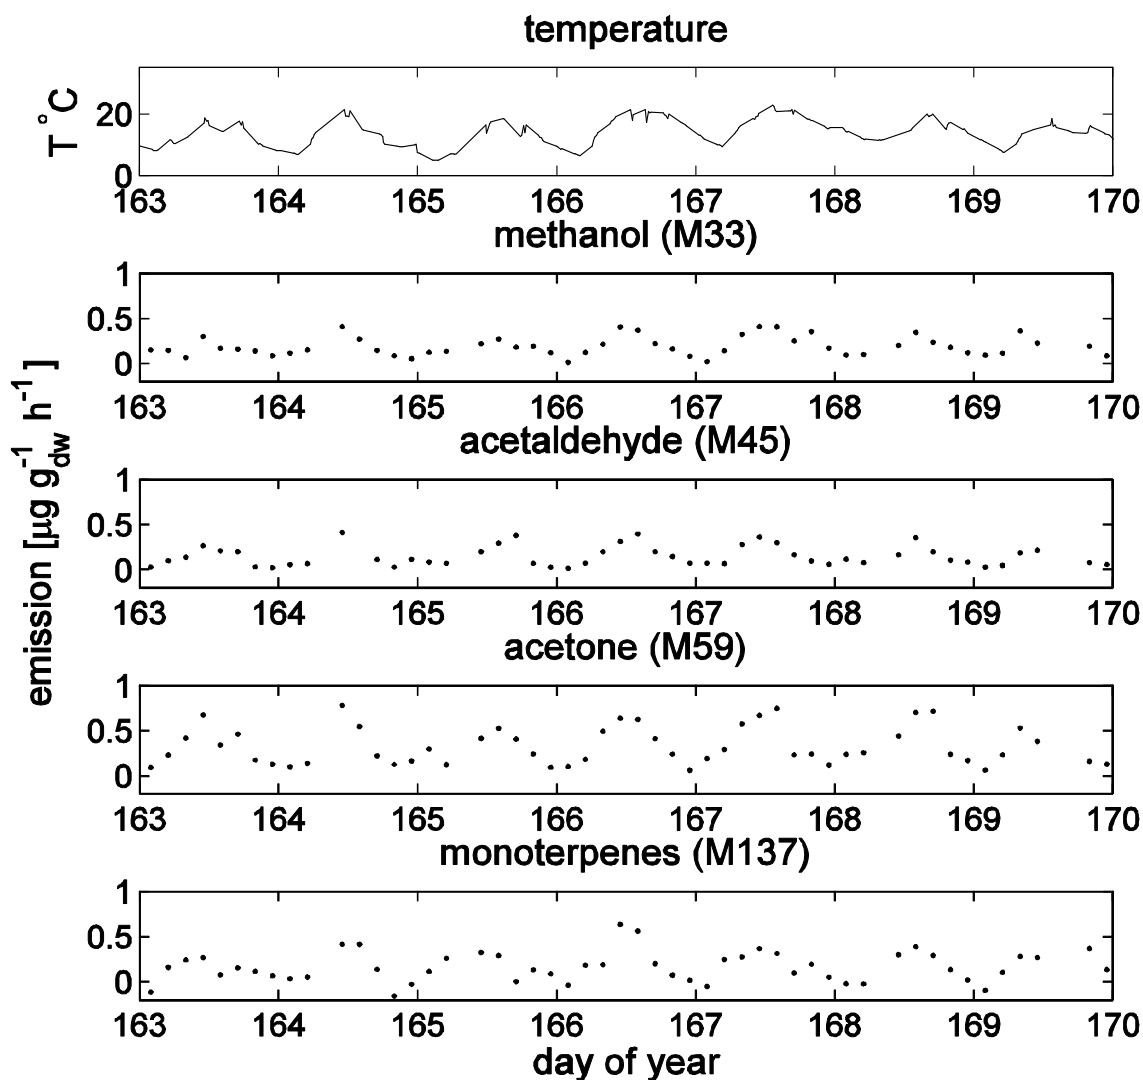 temperature
T °C
20
0
163 164 165 166 167 168 169 170
methanol (M33)
1
0.5
0
163 164 165 166 167 168 169 170
acetaldehyde (M45)
1
0.5
0
163 164 165 166 167 168 169 170
acetone (M59)
1
0.5
0
163 164 165 166 167 168 169 170
monoterpenes (M137)
1
0.5
0
163 164 165 166 167 168 169 170
day of year
emission [μg g⁻¹dw h⁻¹]